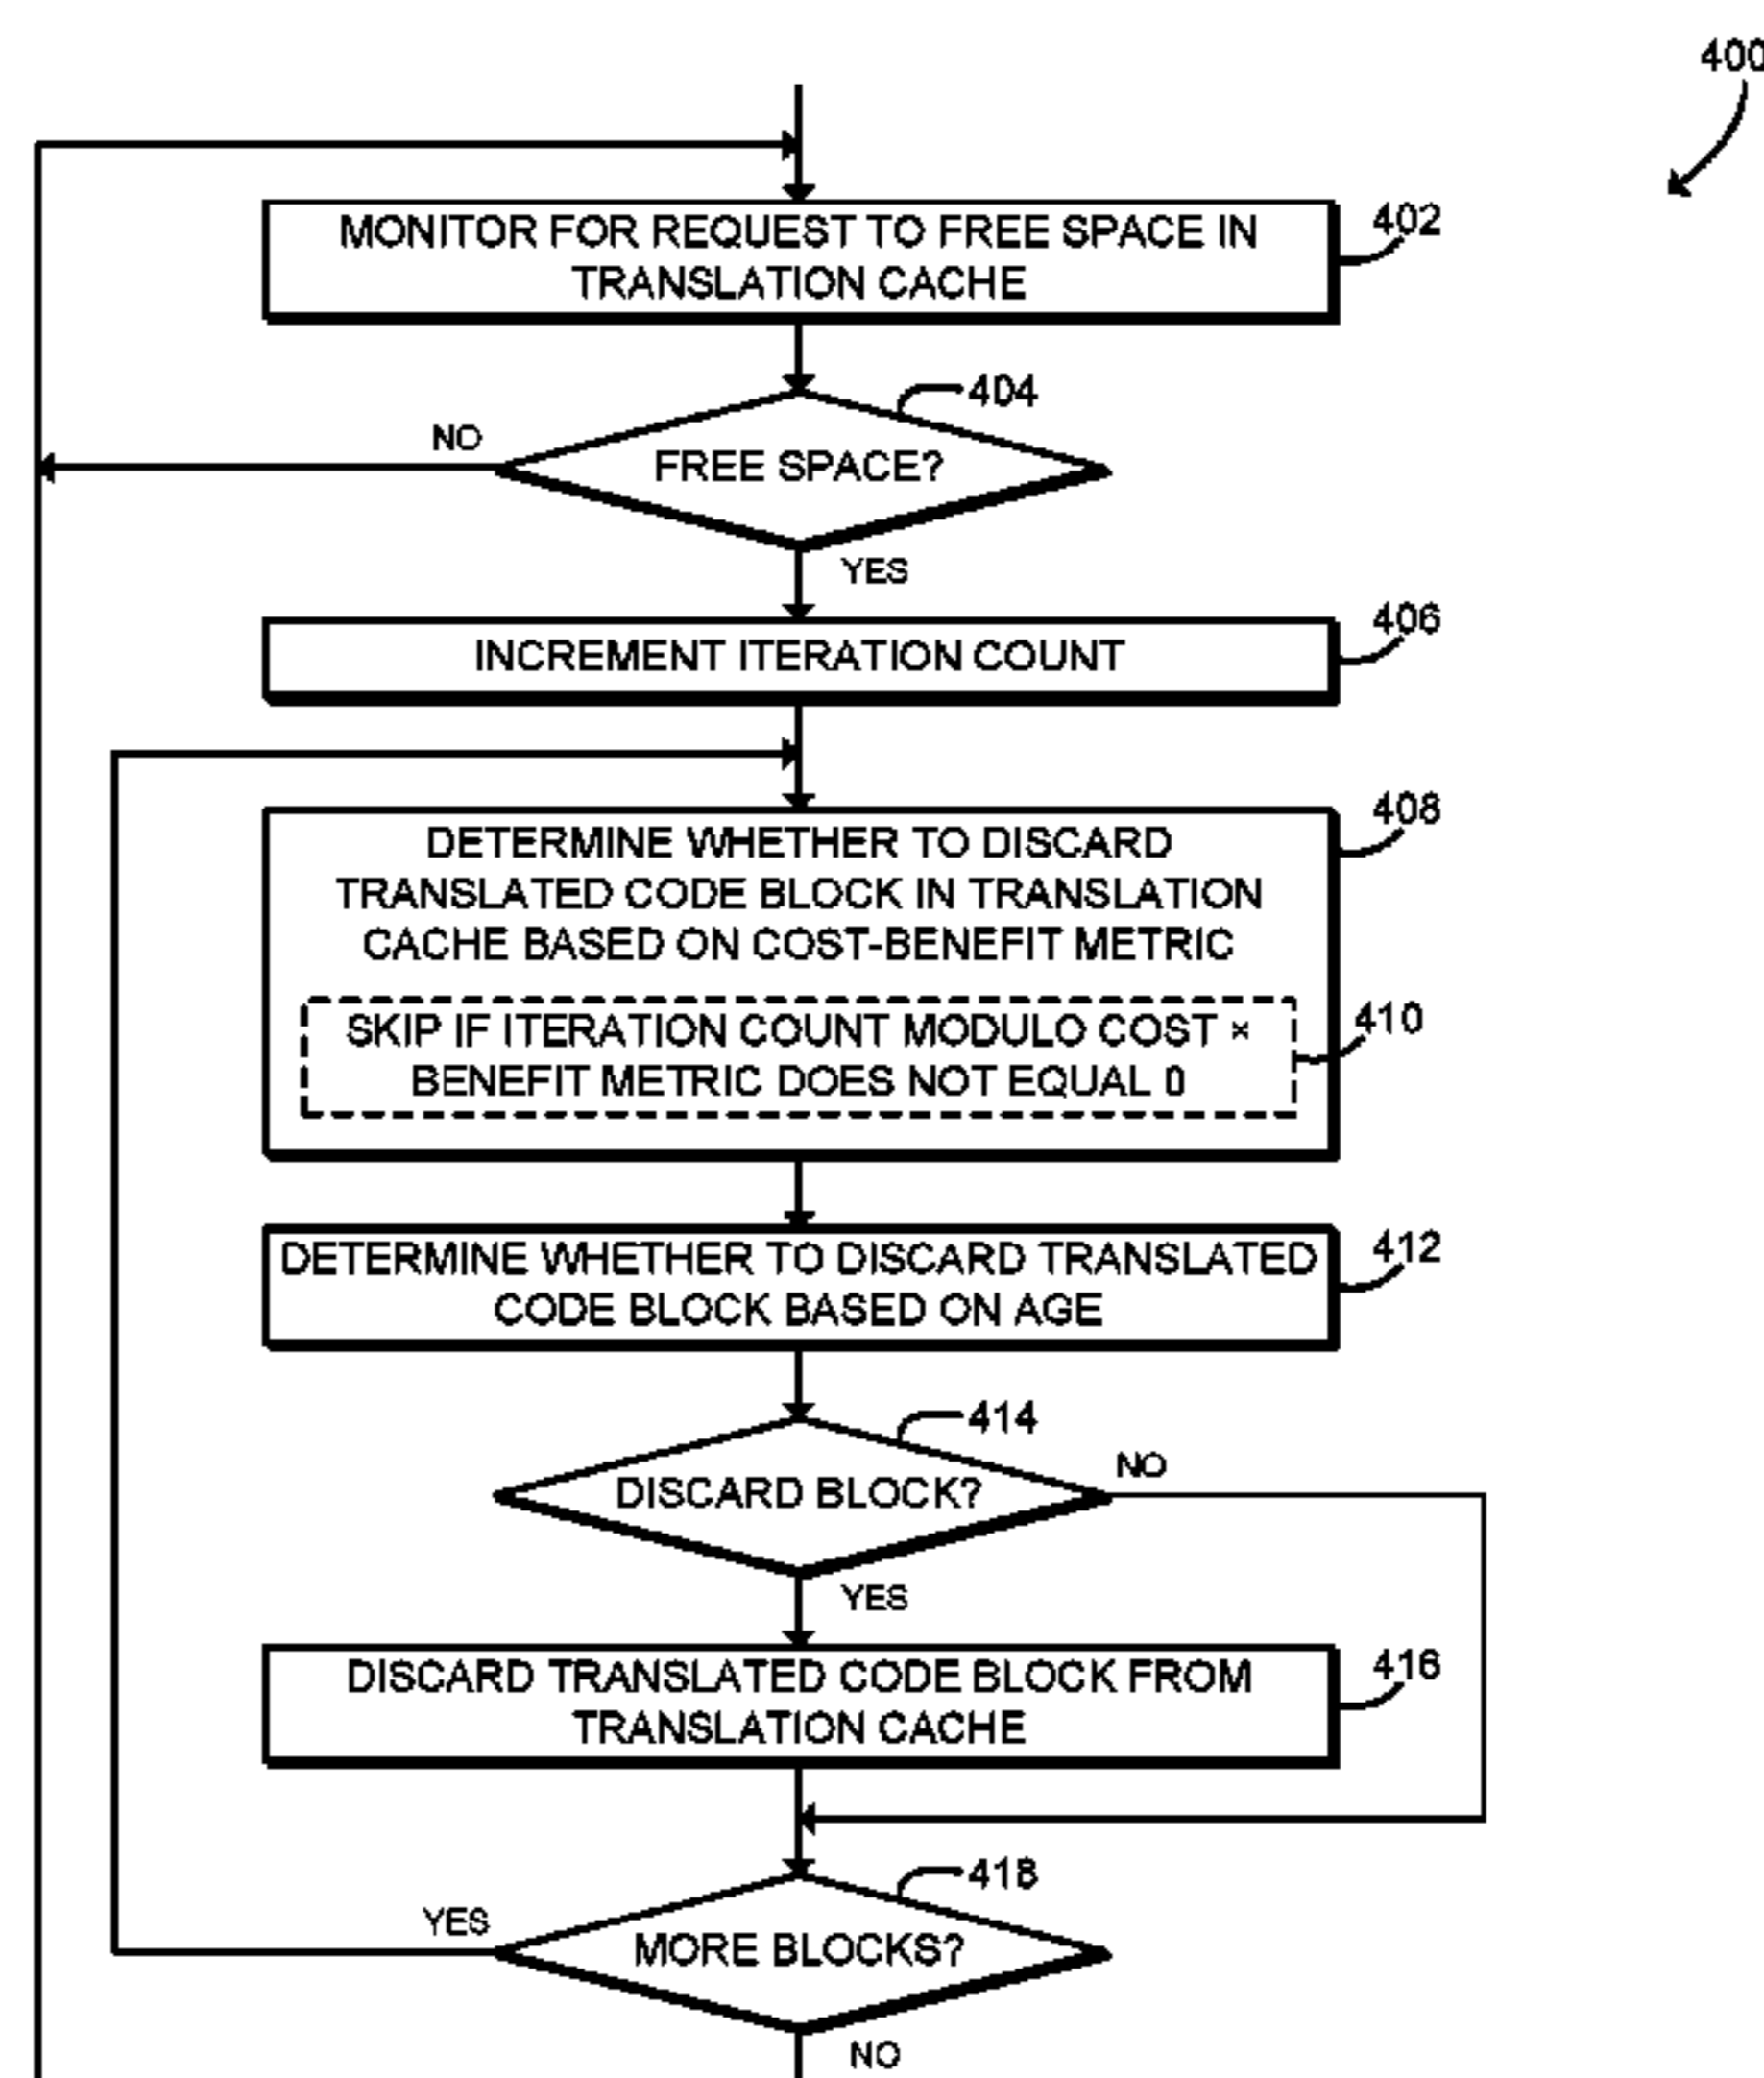 400
MONITOR FOR REQUEST TO FREE SPACE IN
TRANSLATION CACHE
402
404
NO
FREE SPACE?
YES
INCREMENT ITERATION COUNT
406
DETERMINE WHETHER TO DISCARD
TRANSLATED CODE BLOCK IN TRANSLATION
CACHE BASED ON COST-BENEFIT METRIC
408
SKIP IF ITERATION COUNT MODULO COST ×
BENEFIT METRIC DOES NOT EQUAL 0
410
DETERMINE WHETHER TO DISCARD TRANSLATED
CODE BLOCK BASED ON AGE
412
414
NO
DISCARD BLOCK?
YES
DISCARD TRANSLATED CODE BLOCK FROM
TRANSLATION CACHE
416
418
YES
MORE BLOCKS?
NO